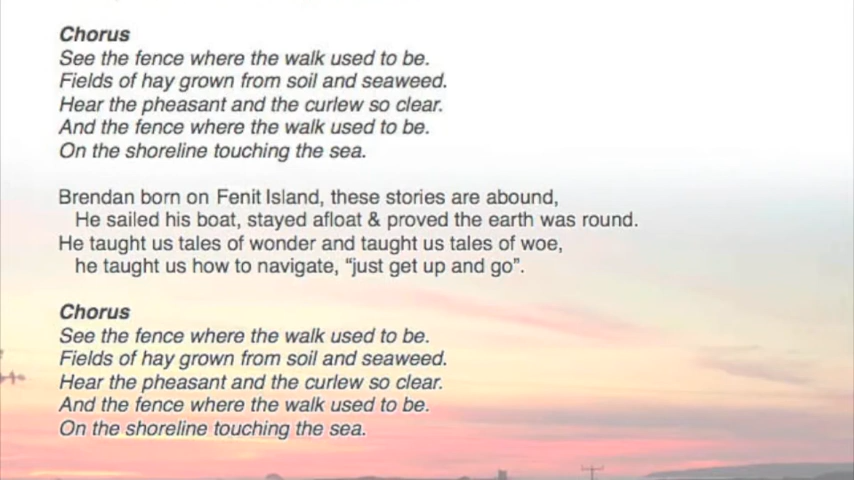 Chorus
See the fence where the walk used to be.
Fields of hay grown from soil and seaweed.
Hear the pheasant and the curlew so clear.
And the fence where the walk used to be.
On the shoreline touching the sea.
Brendan born on Fenit Island, these stories are abound,
He sailed his boat, stayed afloat & proved the earth was round.
He taught us tales of wonder and taught us tales of woe,
he taught us how to navigate, “just get up and go”.
Chorus
See the fence where the walk used to be.
Fields of hay grown from soil and seaweed.
Hear the pheasant and the curlew so clear.
And the fence where the walk used to be.
On the shoreline touching the sea.